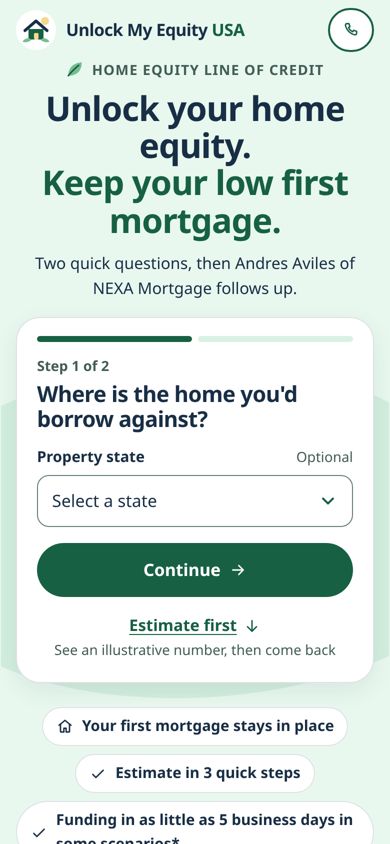 Unlock My Equity USA
HOME EQUITY LINE OF CREDIT
Unlock your home
equity.
Keep your low first
mortgage.
Two quick questions, then Andres Aviles of
NEXA Mortgage follows up.
Step 1 of 2
Where is the home you'd
borrow against?
Property state Optional
Select a state
Continue →
Estimate first ↓
See an illustrative number, then come back
Your first mortgage stays in place
Estimate in 3 quick steps
Funding in as little as 5 business days in
some scenarios*